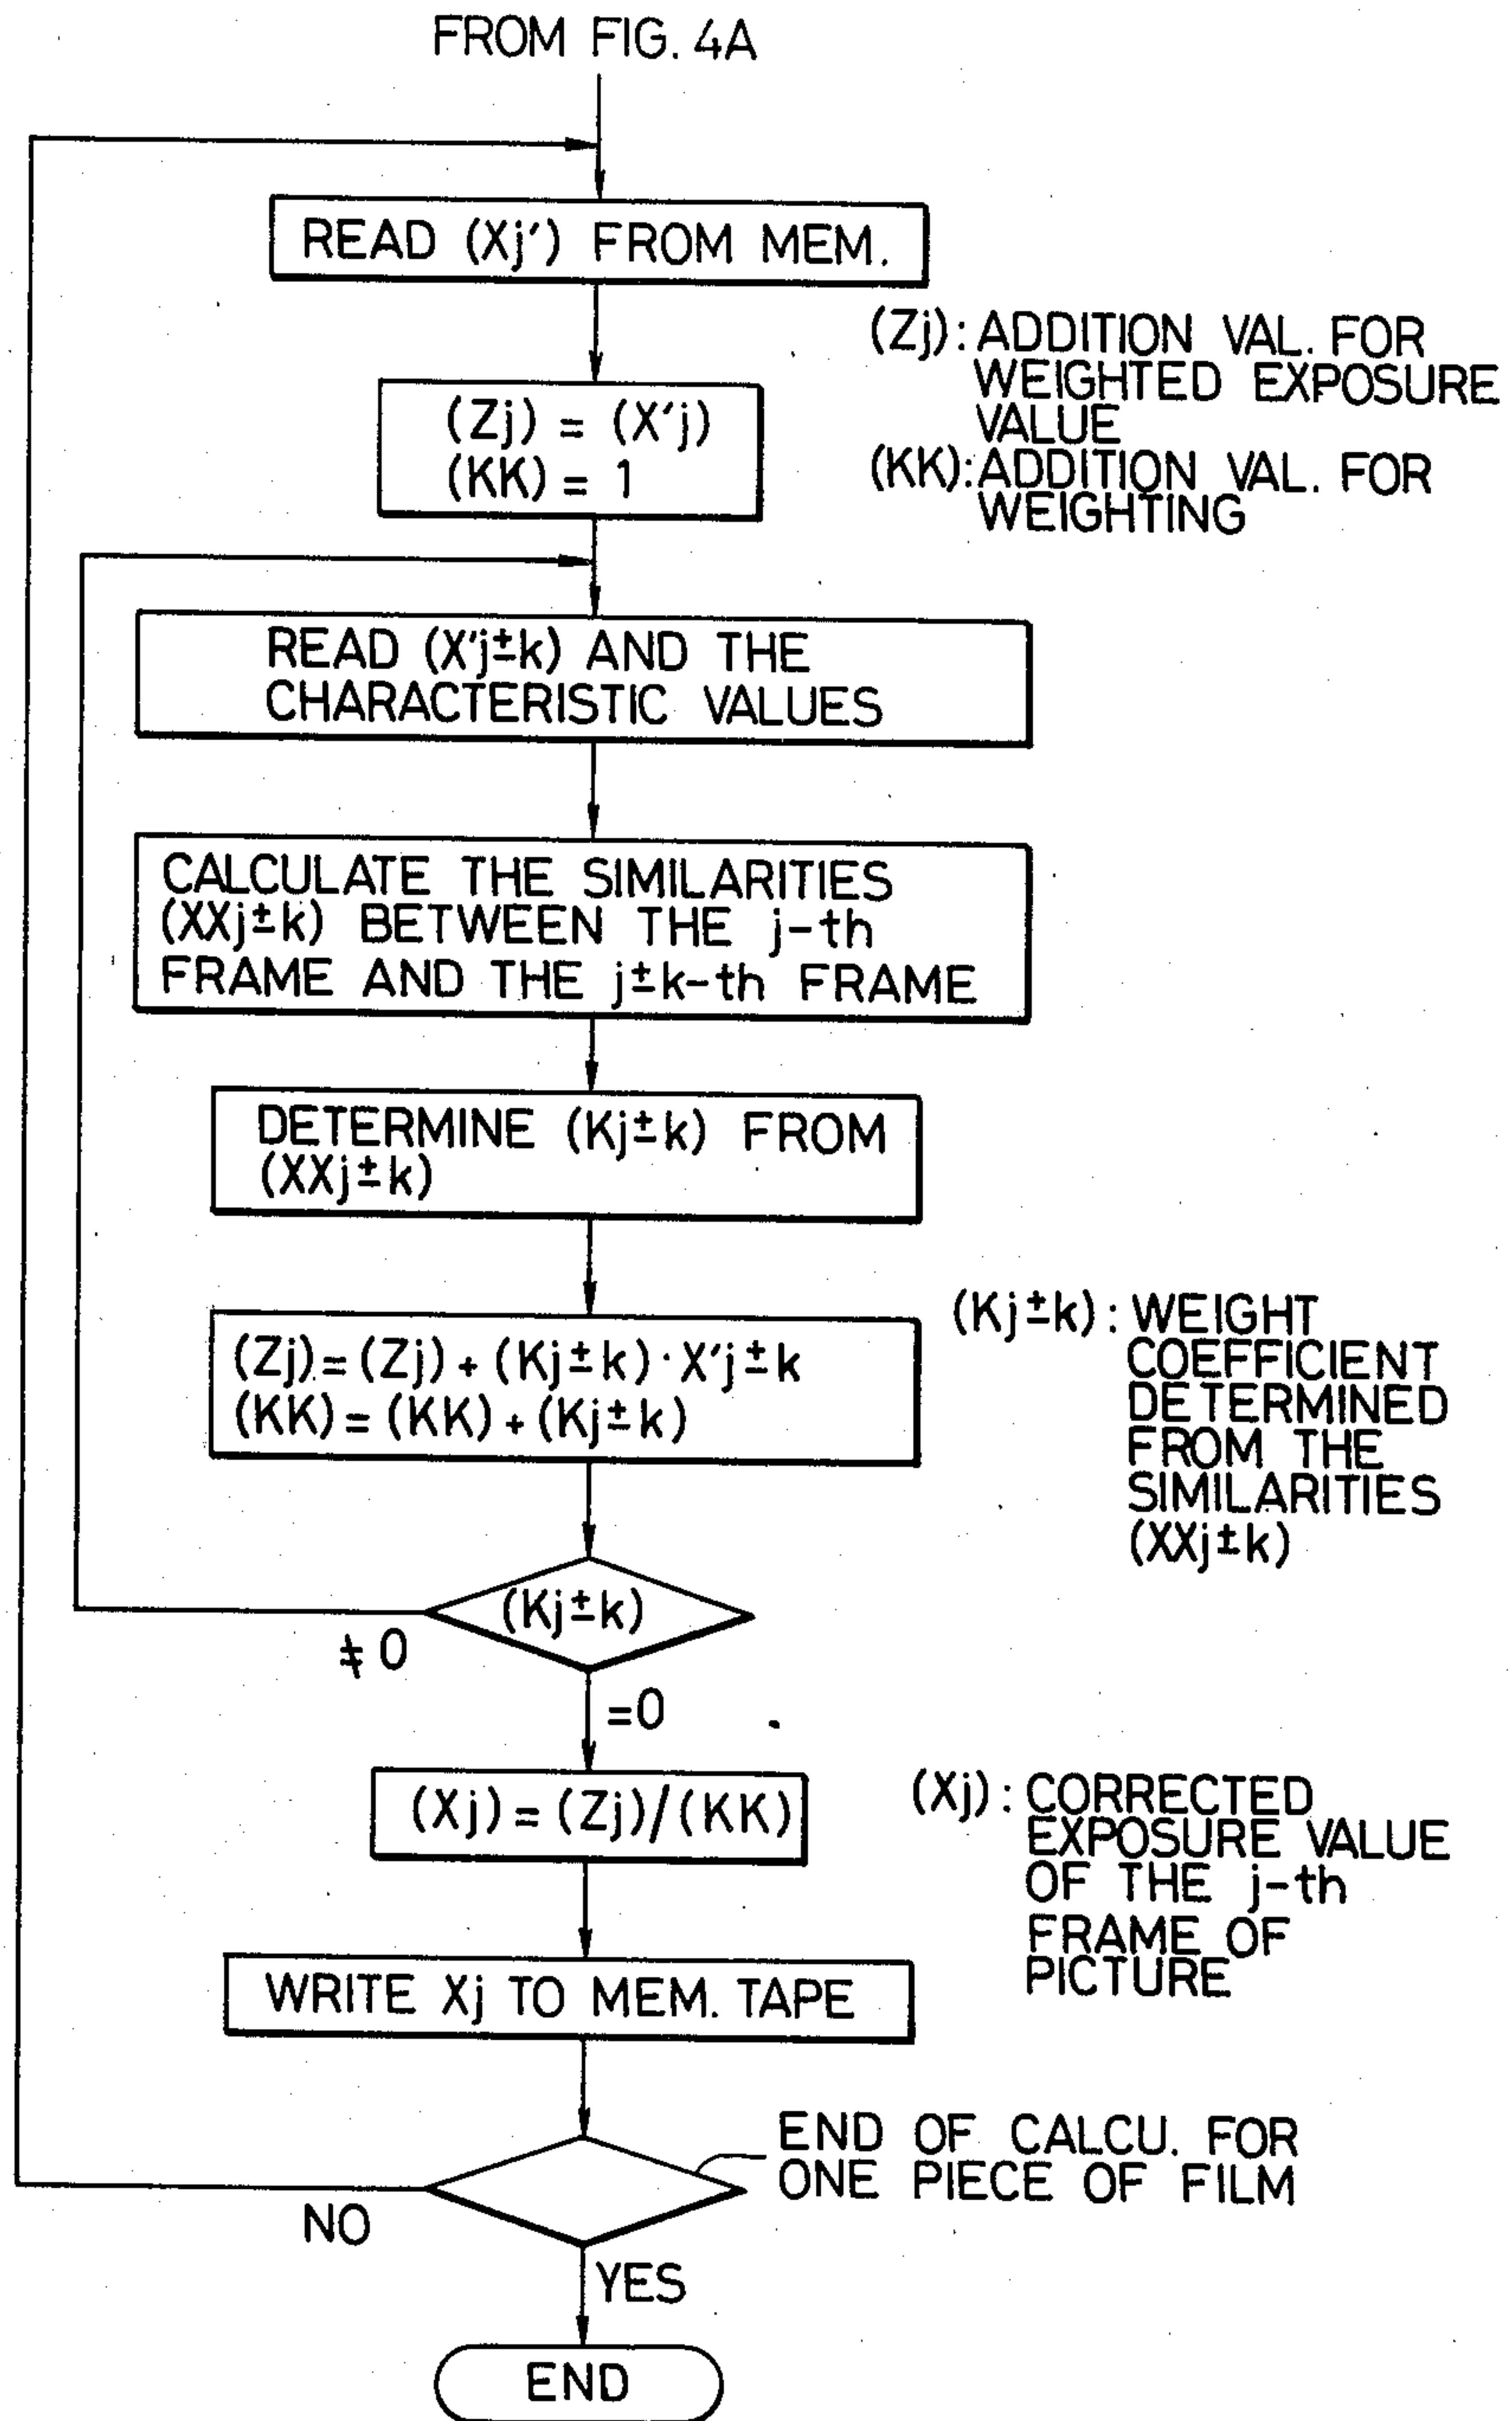 FROM FIG. 4A
READ (Xj′) FROM MEM.
(Zj) = (X′j)
(KK) = 1
(Zj): ADDITION VAL. FOR
WEIGHTED EXPOSURE
VALUE
(KK): ADDITION VAL. FOR
WEIGHTING
READ (X′j±k) AND THE
CHARACTERISTIC VALUES
CALCULATE THE SIMILARITIES
(XXj±k) BETWEEN THE j-th
FRAME AND THE j±k-th FRAME
DETERMINE (Kj±k) FROM
(XXj±k)
(Zj) = (Zj) + (Kj±k) · X′j±k
(KK) = (KK) + (Kj±k)
(Kj±k): WEIGHT
COEFFICIENT
DETERMINED
FROM THE
SIMILARITIES
(XXj±k)
(Kj±k)
≠ 0
=0
(Xj) = (Zj)/(KK)
(Xj): CORRECTED
EXPOSURE VALUE
OF THE j-th
FRAME OF
PICTURE
WRITE Xj TO MEM. TAPE
END OF CALCU. FOR
ONE PIECE OF FILM
NO
YES
END